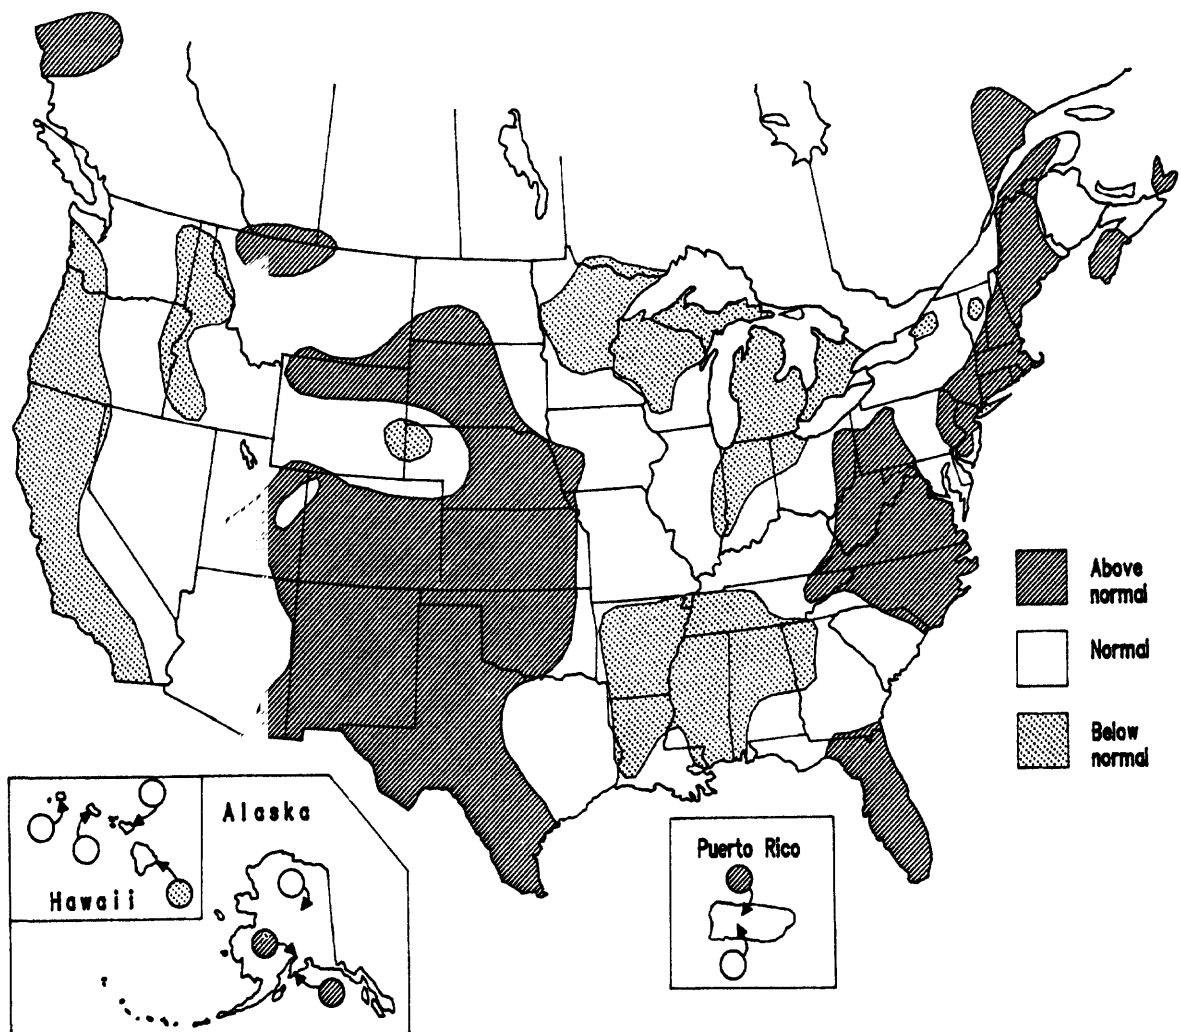 Above
normal
Normal
Below
normal
Alaska
Hawaii
Puerto Rico